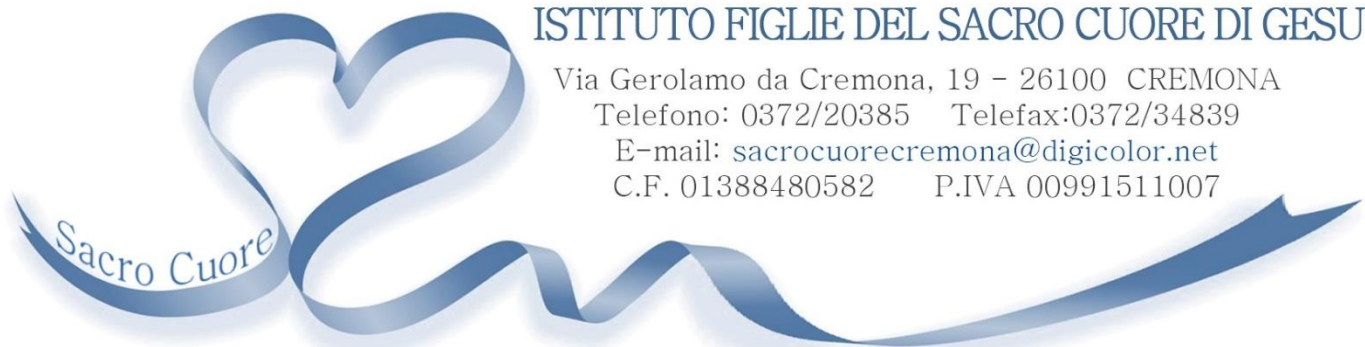 ISTITUTO FIGLIE DEL SACRO CUORE DI GESU
Via Gerolamo da Cremona, 19 - 26100 CREMONA
Telefono: 0372/20385 Telefax:0372/34839
E-mail: sacrocuorecremona@digicolor.net
C.F. 01388480582 P.IVA 00991511007
Sacro Cuore